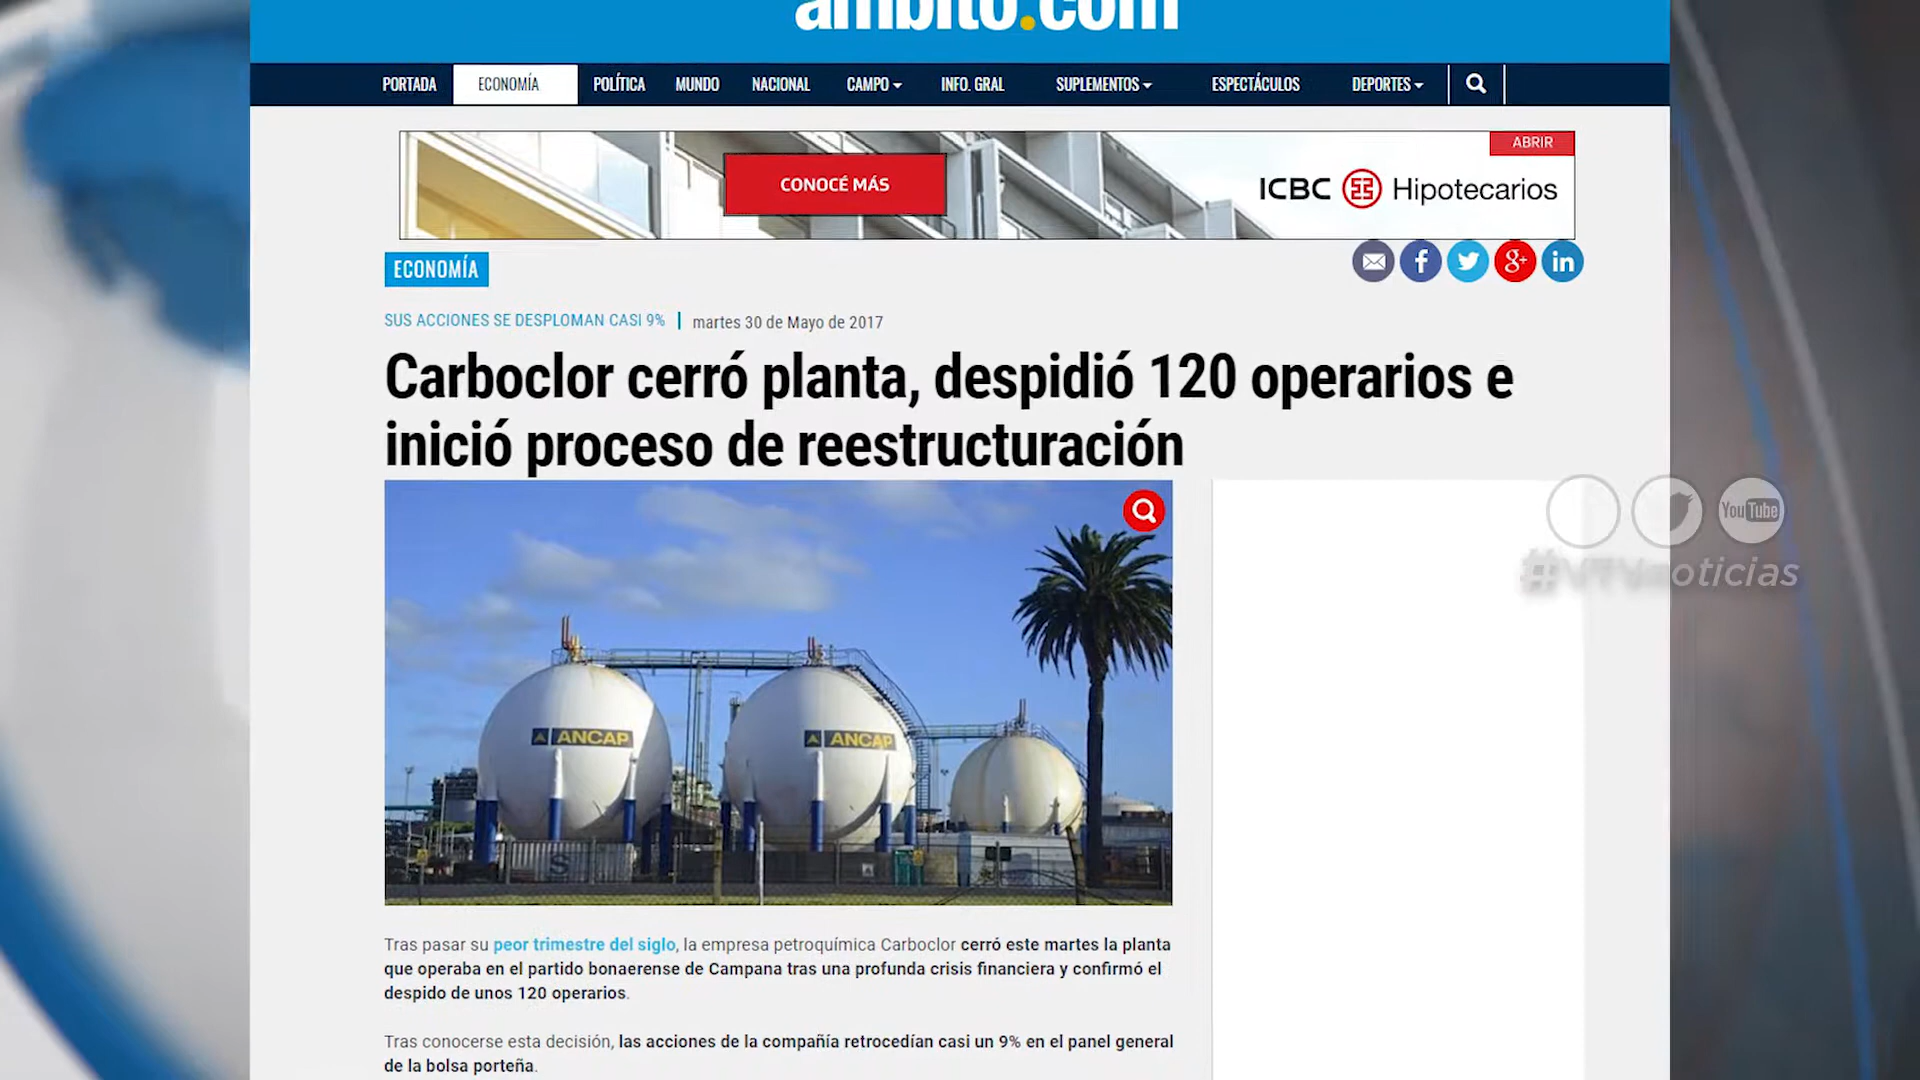 ámbito.com
PORTADA ECONOMÍA POLÍTICA MUNDO NACIONAL CAMPO INFO. GRAL SUPLEMENTOS ESPECTÁCULOS DEPORTES
ABRIR
CONOCÉ MÁS
ICBC Hipotecarios
ECONOMÍA
SUS ACCIONES SE DESPLOMAN CASI 9% martes 30 de Mayo de 2017
Carboclor cerró planta, despidió 120 operarios e
inició proceso de reestructuración
YouTube
#VTVnoticias
ANCAP ANCAP
Tras pasar su peor trimestre del siglo, la empresa petroquímica Carboclor cerró este martes la planta
que operaba en el partido bonaerense de Campana tras una profunda crisis financiera y confirmó el
despido de unos 120 operarios.
Tras conocerse esta decisión, las acciones de la compañía retrocedían casi un 9% en el panel general
de la bolsa porteña.